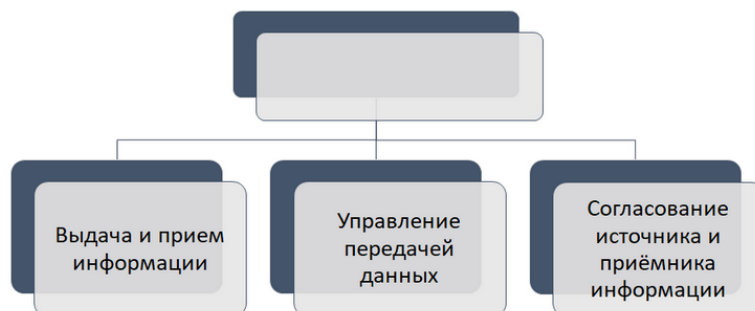 Выдача и прием
информации
Управление
передачей
данных
Согласование
источника и
приёмника
информации